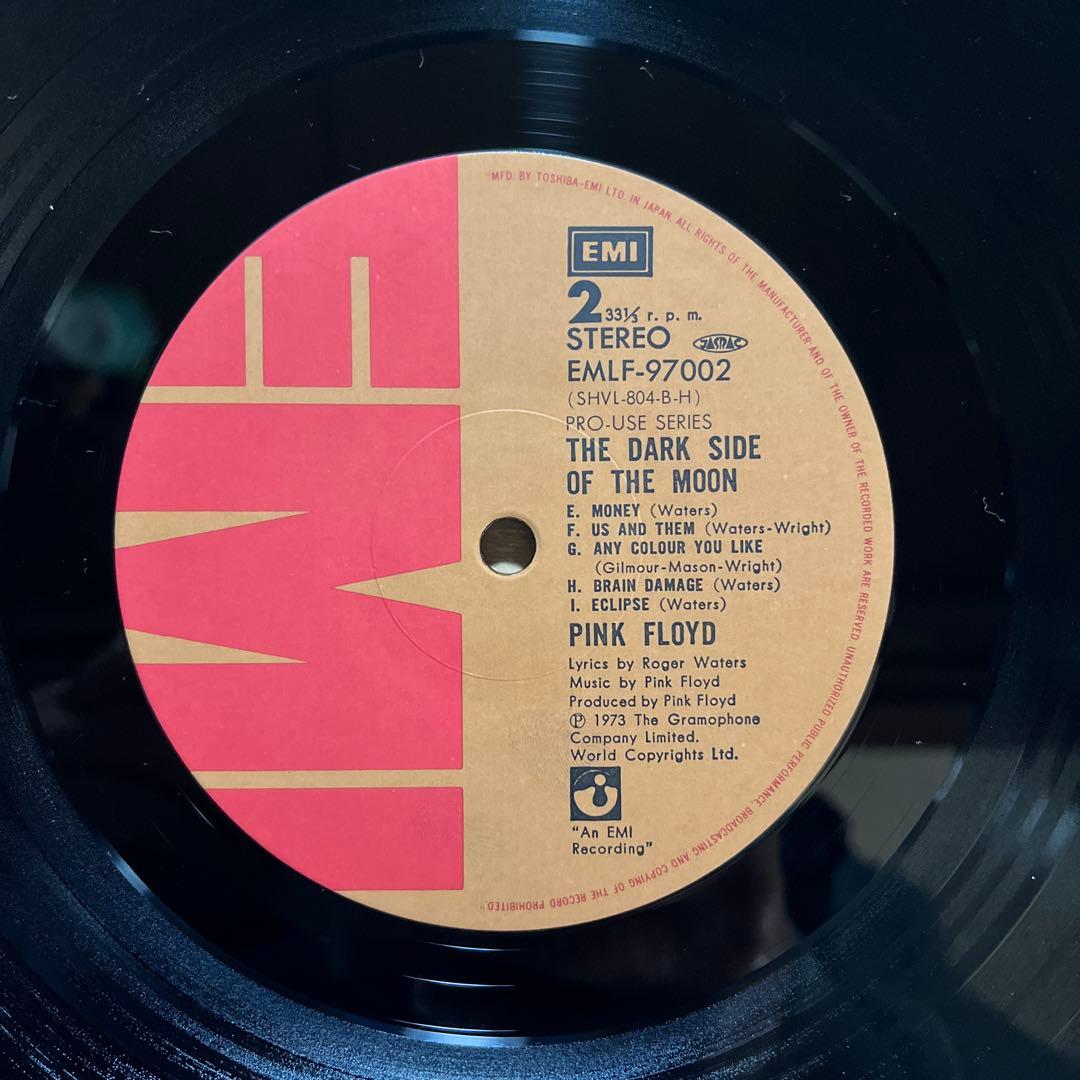 "MFD. BY TOSHIBA-EMI LTD. IN JAPAN. ALL RIGHTS OF THE MANUFACTURER AND OF THE OWNER OF THE RECORDED WORK ARE RESERVED. UNAUTHORIZED PUBLIC PERFORMANCE, BROADCASTING AND COPYING OF THE RECORD PROHIBITED."
EMI
EMI
2 33⅓ r. p. m.
STEREO JASRAC
EMLF-97002
(SHVL-804-B-H)
PRO-USE SERIES
THE DARK SIDE
OF THE MOON
E. MONEY (Waters)
F. US AND THEM (Waters-Wright)
G. ANY COLOUR YOU LIKE
(Gilmour-Mason-Wright)
H. BRAIN DAMAGE (Waters)
I. ECLIPSE (Waters)
PINK FLOYD
Lyrics by Roger Waters
Music by Pink Floyd
Produced by Pink Floyd
℗ 1973 The Gramophone
Company Limited.
World Copyrights Ltd.
"An EMI
Recording"